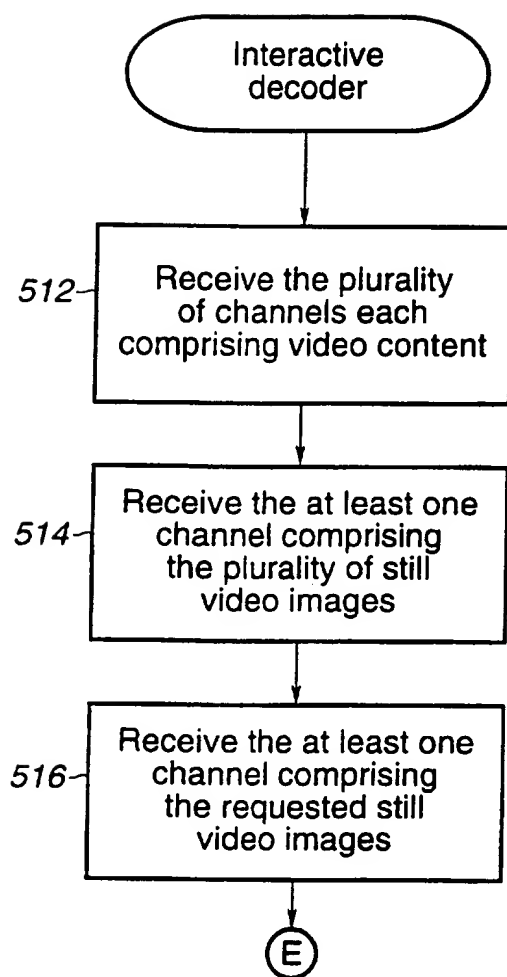 Interactive
decoder
512
Receive the plurality
of channels each
comprising video content
514
Receive the at least one
channel comprising
the plurality of still
video images
516
Receive the at least one
channel comprising
the requested still
video images
E